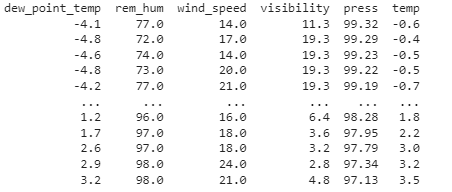 dew_point_temp rem_hum wind_speed visibility press temp
-4.1 77.0 14.0 11.3 99.32 -0.6
-4.8 72.0 17.0 19.3 99.29 -0.4
-4.6 74.0 14.0 19.3 99.23 -0.5
-4.8 73.0 20.0 19.3 99.22 -0.5
-4.2 77.0 21.0 19.3 99.19 -0.7
... ... ... ... ... ...
1.2 96.0 16.0 6.4 98.28 1.8
1.7 97.0 18.0 3.6 97.95 2.2
2.6 97.0 18.0 3.2 97.79 3.0
2.9 98.0 24.0 2.8 97.34 3.2
3.2 98.0 21.0 4.8 97.13 3.5